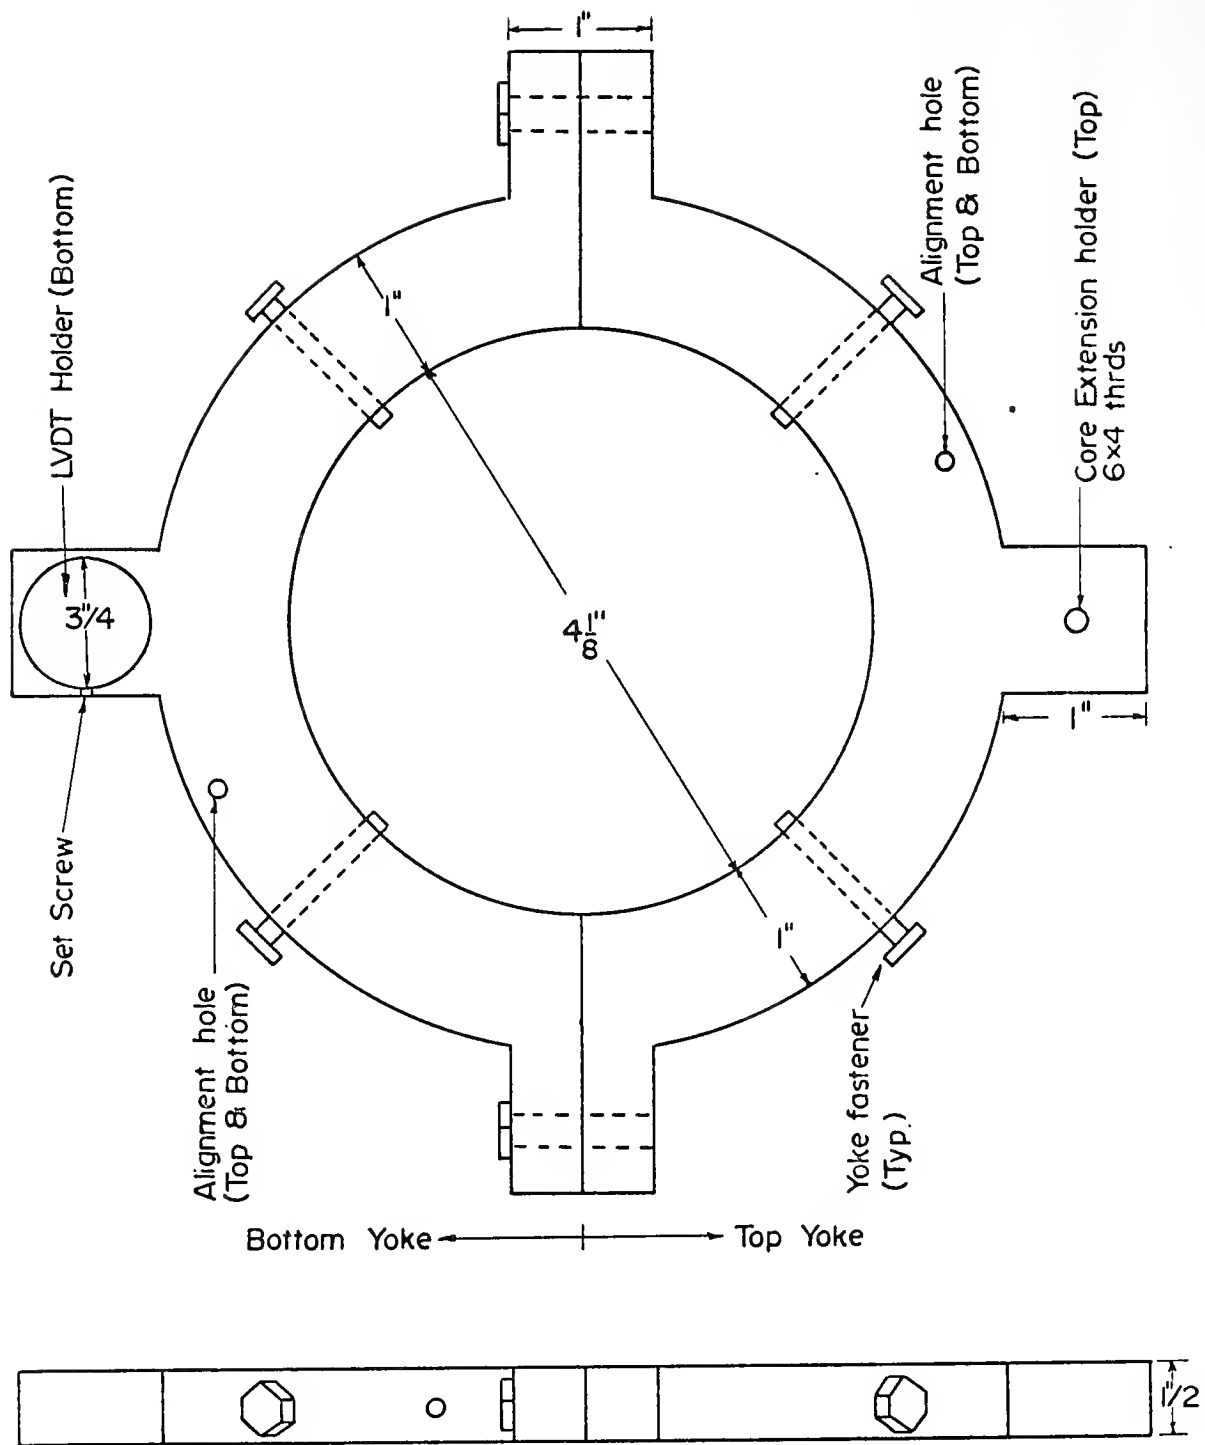 1"
LVDT Holder (Bottom)
Alignment hole
(Top & Bottom)
Core Extension holder (Top)
6×4 thrds
1"
3"/4
4 1/8"
1"
Set Screw
1"
Alignment hole
(Top & Bottom)
Yoke fastener
(Typ.)
Bottom Yoke
Top Yoke
1"/2